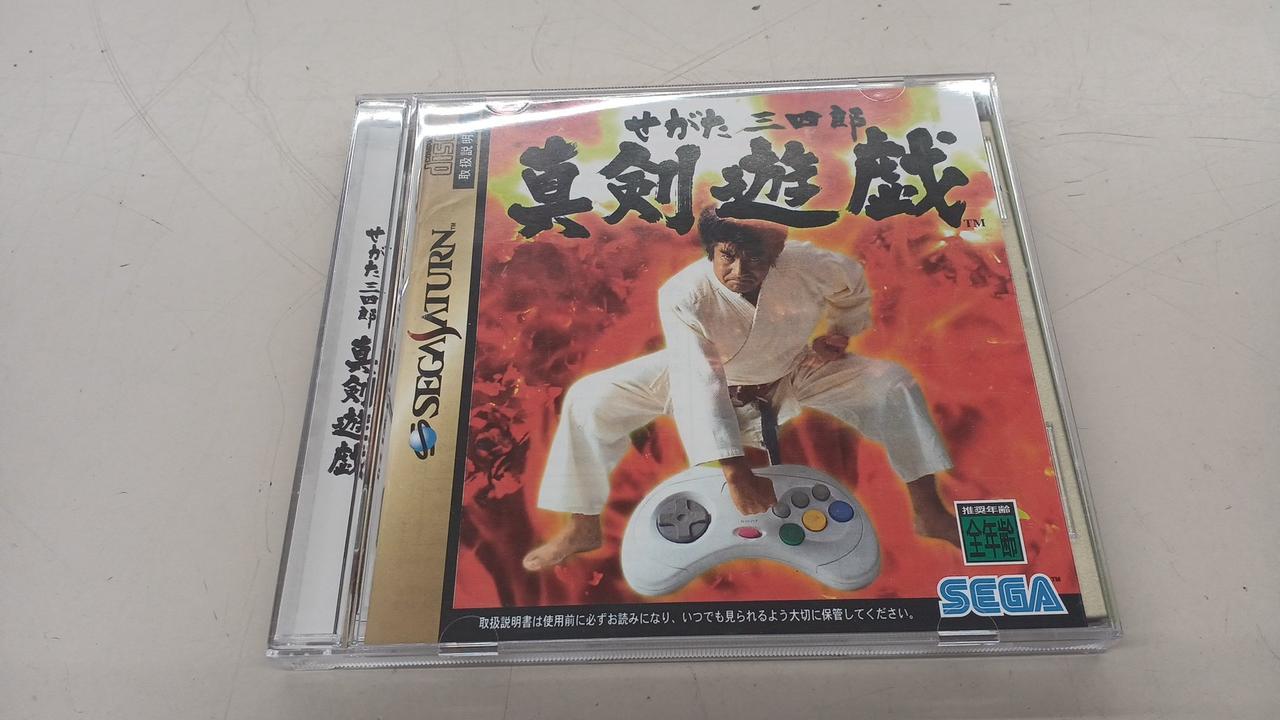 せがた三四郎
真剣遊戯
TM
disc
取扱説明
SEGA SATURN™
せがた三四郎 真剣遊戯
推奨年齢
全年齢
SEGA™
取扱説明書は使用前に必ずお読みになり、いつでも見られるよう大切に保管してください。